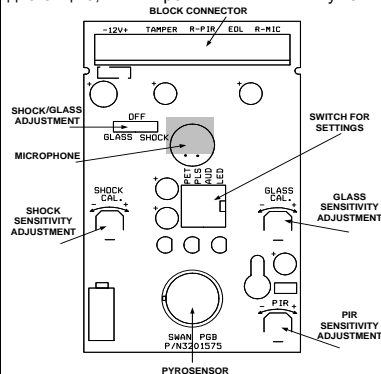 BLOCK CONNECTOR
-12V+ TAMPER R-PIR EOL R-MIC
SHOCK/GLASS
ADJUSTMENT
OFF
GLASS SHOCK
SWITCH FOR
SETTINGS
MICROPHONE
PET
PLS
AUD
LED
SHOCK
CAL.
- +
GLASS
CAL.
- +
SHOCK
SENSITIVITY
ADJUSTMENT
GLASS
SENSITIVITY
ADJUSTMENT
- PIR +
PIR
SENSITIVITY
ADJUSTMENT
SWAN PGB
P/N3201575
PYROSENSOR